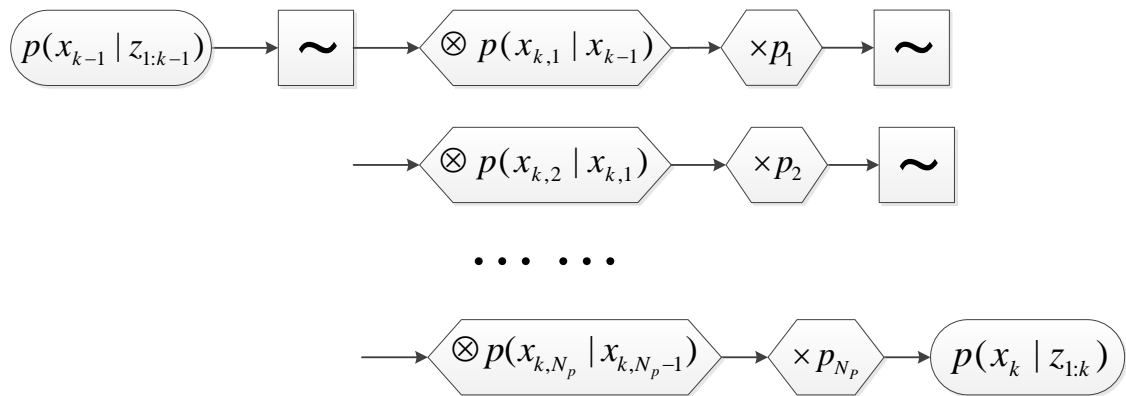 p(x_{k-1} | z_{1:k-1}) ~ ⊗ p(x_{k,1} | x_{k-1}) ×p_1 ~
⊗ p(x_{k,2} | x_{k,1}) ×p_2 ~
… …
⊗ p(x_{k,N_p} | x_{k,N_p-1}) ×p_{N_P} p(x_k | z_{1:k})